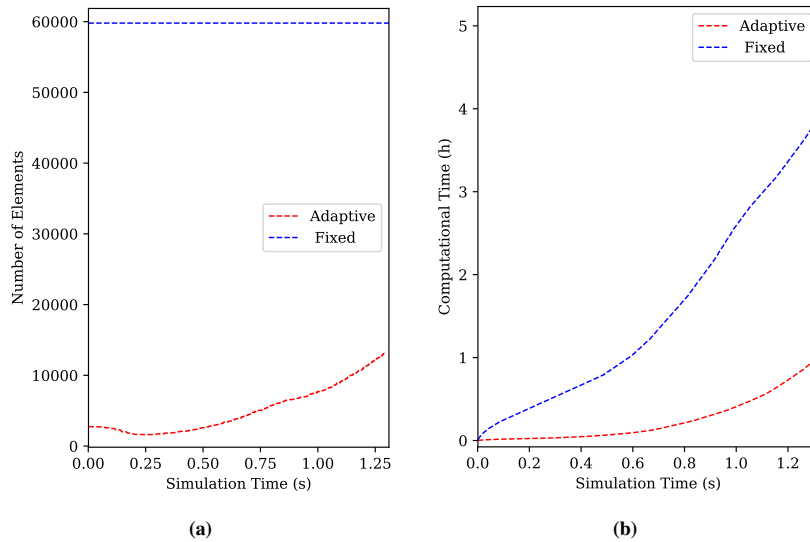 60000
50000
40000
30000
20000
10000
0
Number of Elements
Adaptive
Fixed
0.00 0.25 0.50 0.75 1.00 1.25
Simulation Time (s)
(a)
5
4
3
2
1
0
Computational Time (h)
Adaptive
Fixed
0.0 0.2 0.4 0.6 0.8 1.0 1.2
Simulation Time (s)
(b)